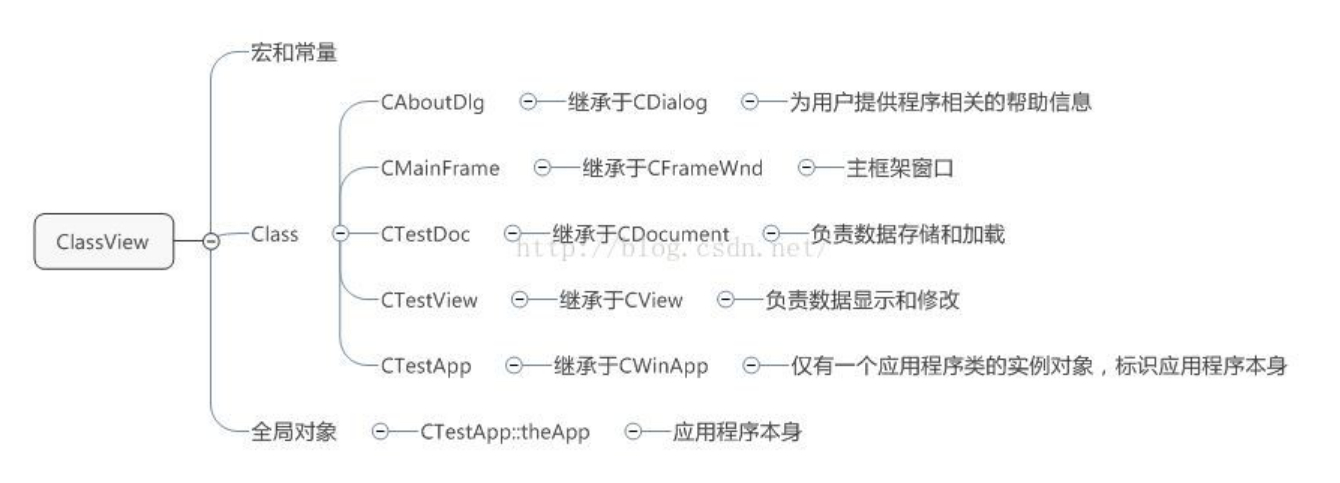 宏和常量
CAboutDlg 继承于CDialog 为用户提供程序相关的帮助信息
CMainFrame 继承于CFrameWnd 主框架窗口
ClassView
Class
CTestDoc 继承于CDocument 负责数据存储和加载
http://blog.csdn.net/
CTestView 继承于CView 负责数据显示和修改
CTestApp 继承于CWinApp 仅有一个应用程序类的实例对象，标识应用程序本身
全局对象 CTestApp::theApp 应用程序本身